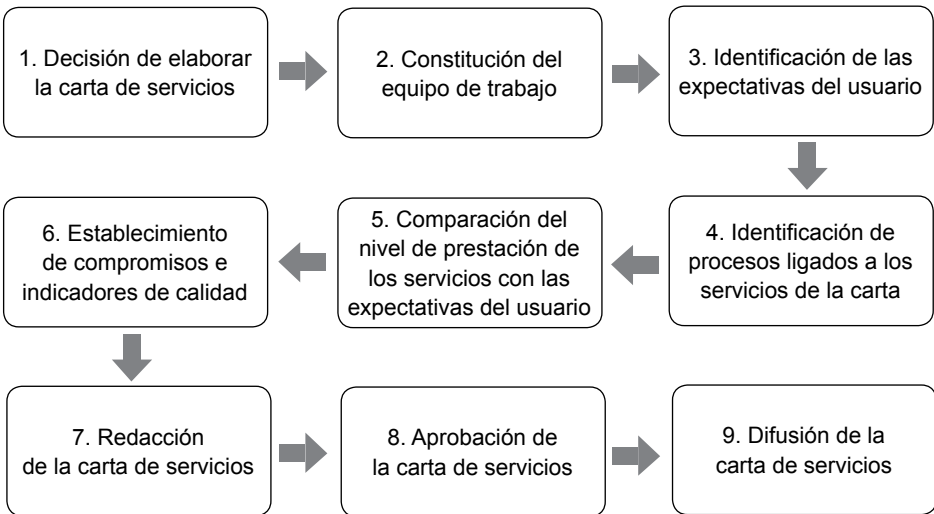 1. Decisión de elaborar
la carta de servicios
2. Constitución del
equipo de trabajo
3. Identificación de las
expectativas del usuario
4. Identificación de
procesos ligados a los
servicios de la carta
5. Comparación del
nivel de prestación de
los servicios con las
expectativas del usuario
6. Establecimiento
de compromisos e
indicadores de calidad
7. Redacción
de la carta de servicios
8. Aprobación de
la carta de servicios
9. Difusión de la
carta de servicios